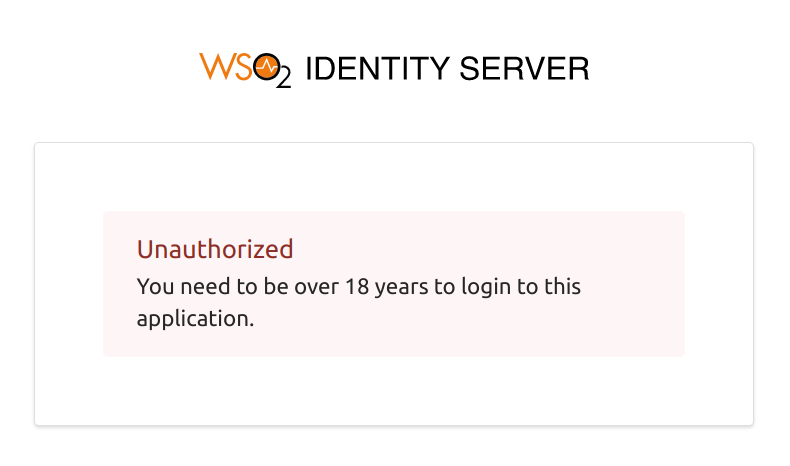 WSO2 IDENTITY SERVER
Unauthorized
You need to be over 18 years to login to this
application.